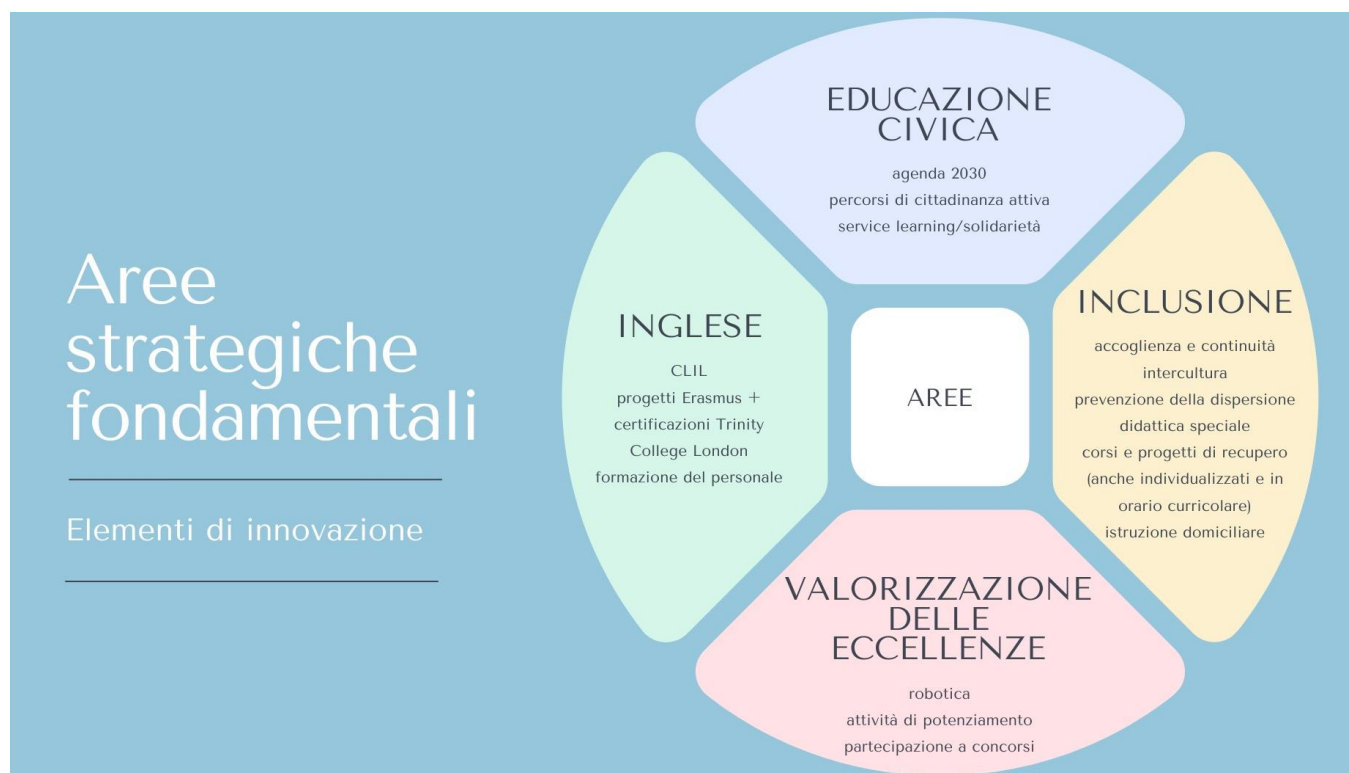 Aree
strategiche
fondamentali
Elementi di innovazione
EDUCAZIONE
CIVICA
agenda 2030
percorsi di cittadinanza attiva
service learning/solidarietà
INGLESE
CLIL
progetti Erasmus +
certificazioni Trinity
College London
formazione del personale
AREE
INCLUSIONE
accoglienza e continuità
intercultura
prevenzione della dispersione
didattica speciale
corsi e progetti di recupero
(anche individualizzati e in
orario curricolare)
istruzione domiciliare
VALORIZZAZIONE
DELLE
ECCELLENZE
robotica
attività di potenziamento
partecipazione a concorsi